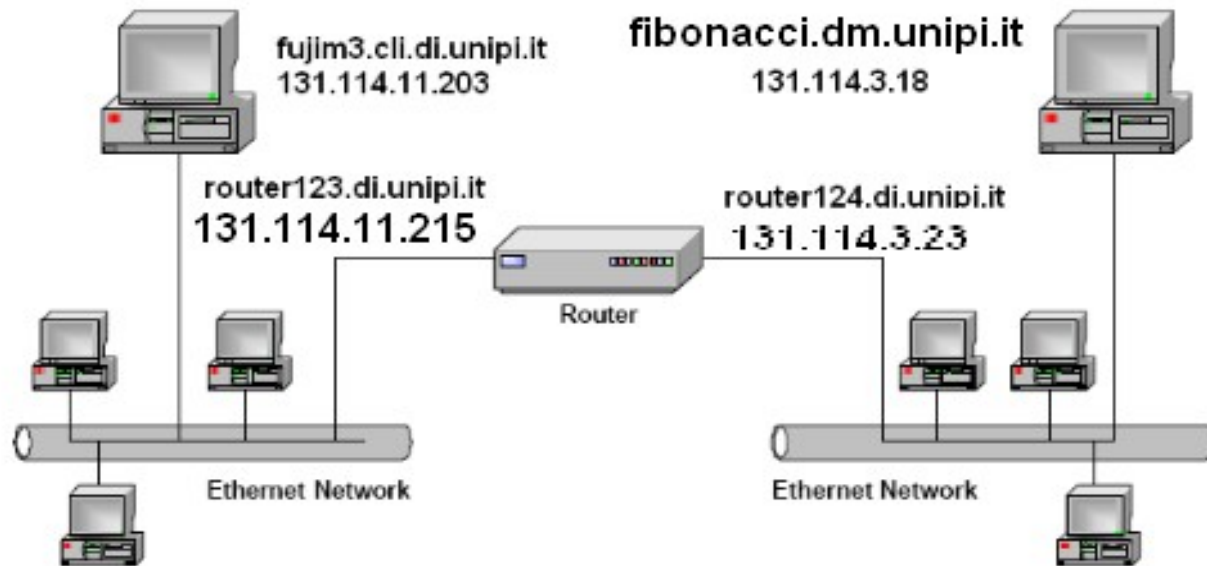 fujim3.cli.di.unipi.it
131.114.11.203
fibonacci.dm.unipi.it
131.114.3.18
router123.di.unipi.it
131.114.11.215
router124.di.unipi.it
131.114.3.23
Router
Ethernet Network
Ethernet Network